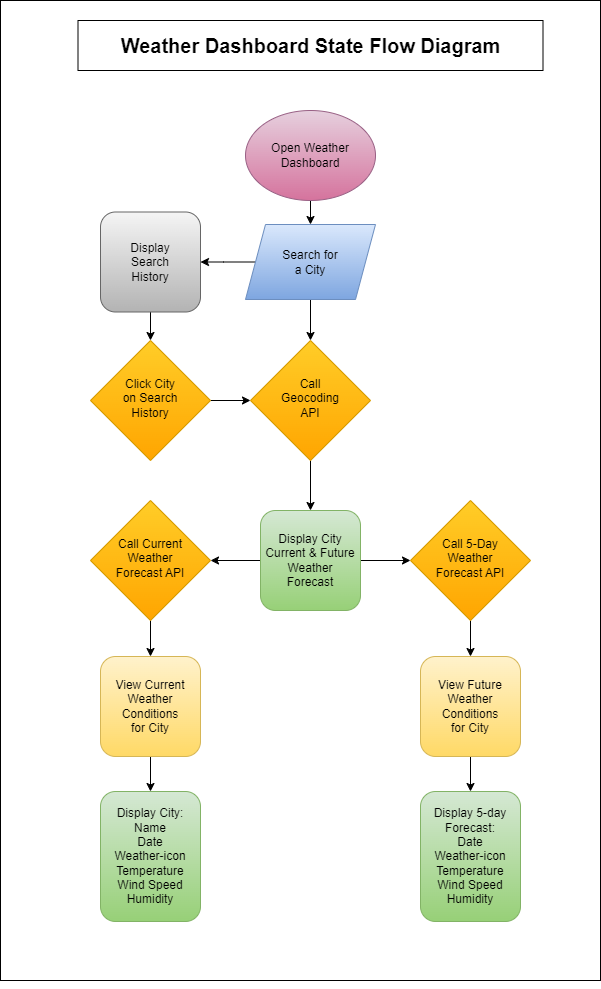 Weather Dashboard State Flow Diagram
Open Weather
Dashboard
Display
Search
History
Search for
a City
Click City
on Search
History
Call
Geocoding
API
Call Current
Weather
Forecast API
Display City
Current & Future
Weather
Forecast
Call 5-Day
Weather
Forecast API
View Current
Weather
Conditions
for City
View Future
Weather
Conditions
for City
Display City:
Name
Date
Weather-icon
Temperature
Wind Speed
Humidity
Display 5-day
Forecast:
Date
Weather-icon
Temperature
Wind Speed
Humidity